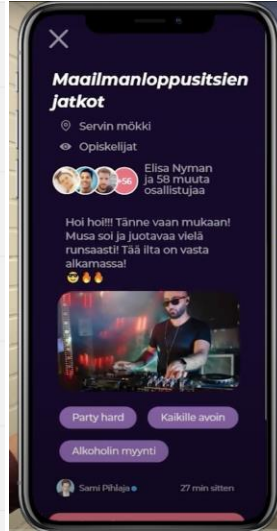 Maailmanloppusitsien
jatkot
Servin mökki
Opiskelijat
+56
Elisa Nyman
ja 58 muuta
osallistujaa
Hoi hoi!!! Tänne vaan mukaan!
Musa soi ja juotavaa vielä
runsaasti! Tää ilta on vasta
alkamassa!
😎🔥🔥
Party hard
Kaikille avoin
Alkoholin myynti
Sami Pihlaja
27 min sitten